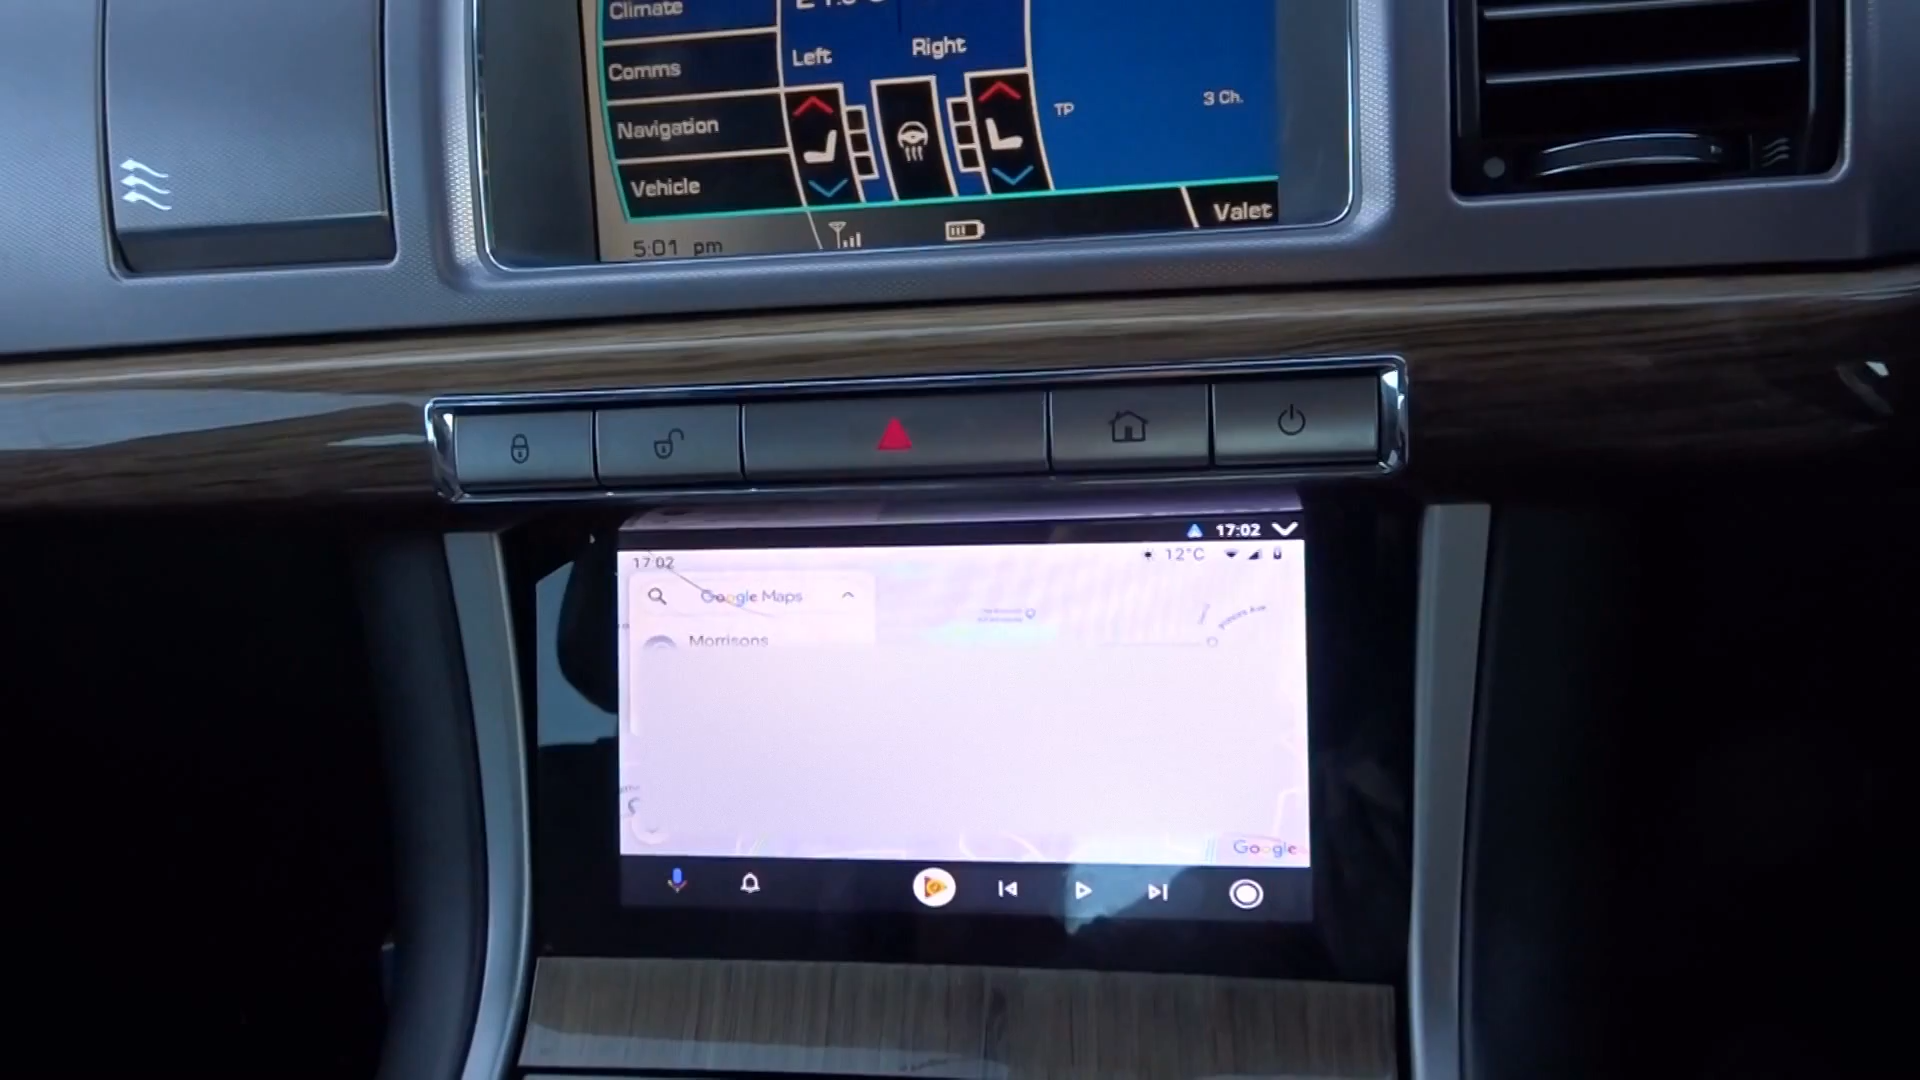 Climate
Comms
Navigation
Vehicle
Left
Right
TP
3 Ch.
5:01 pm
Valet
17:02
17:02
12°C
Google Maps
Morrisons
Google